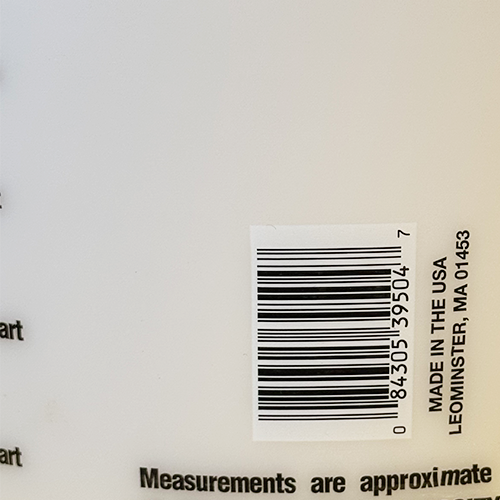 art
art
0 84305 39504 7
MADE IN THE USA
LEOMINSTER, MA 01453
Measurements are approximate